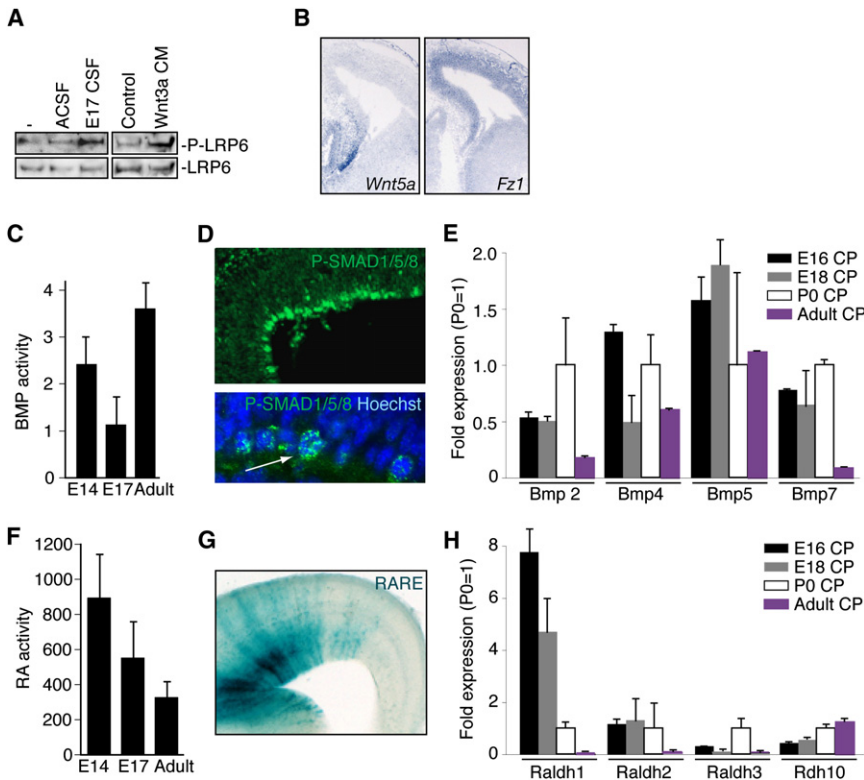 A
-
ACSF
E17 CSF
Control
Wnt3a CM
-P-LRP6
-LRP6
B
Wnt5a
Fz1
C
BMP activity
4
3
2
1
0
E14 E17 Adult
D
P-SMAD1/5/8
P-SMAD1/5/8 Hoechst
E
Fold expression (P0=1)
2.0
1.5
1.0
0.5
0
E16 CP
E18 CP
P0 CP
Adult CP
Bmp 2 Bmp4 Bmp5 Bmp7
F
RA activity
1200
1000
800
600
400
200
0
E14 E17 Adult
G
RARE
H
Fold expression (P0=1)
8
6
4
2
0
E16 CP
E18 CP
P0 CP
Adult CP
Raldh1 Raldh2 Raldh3 Rdh10